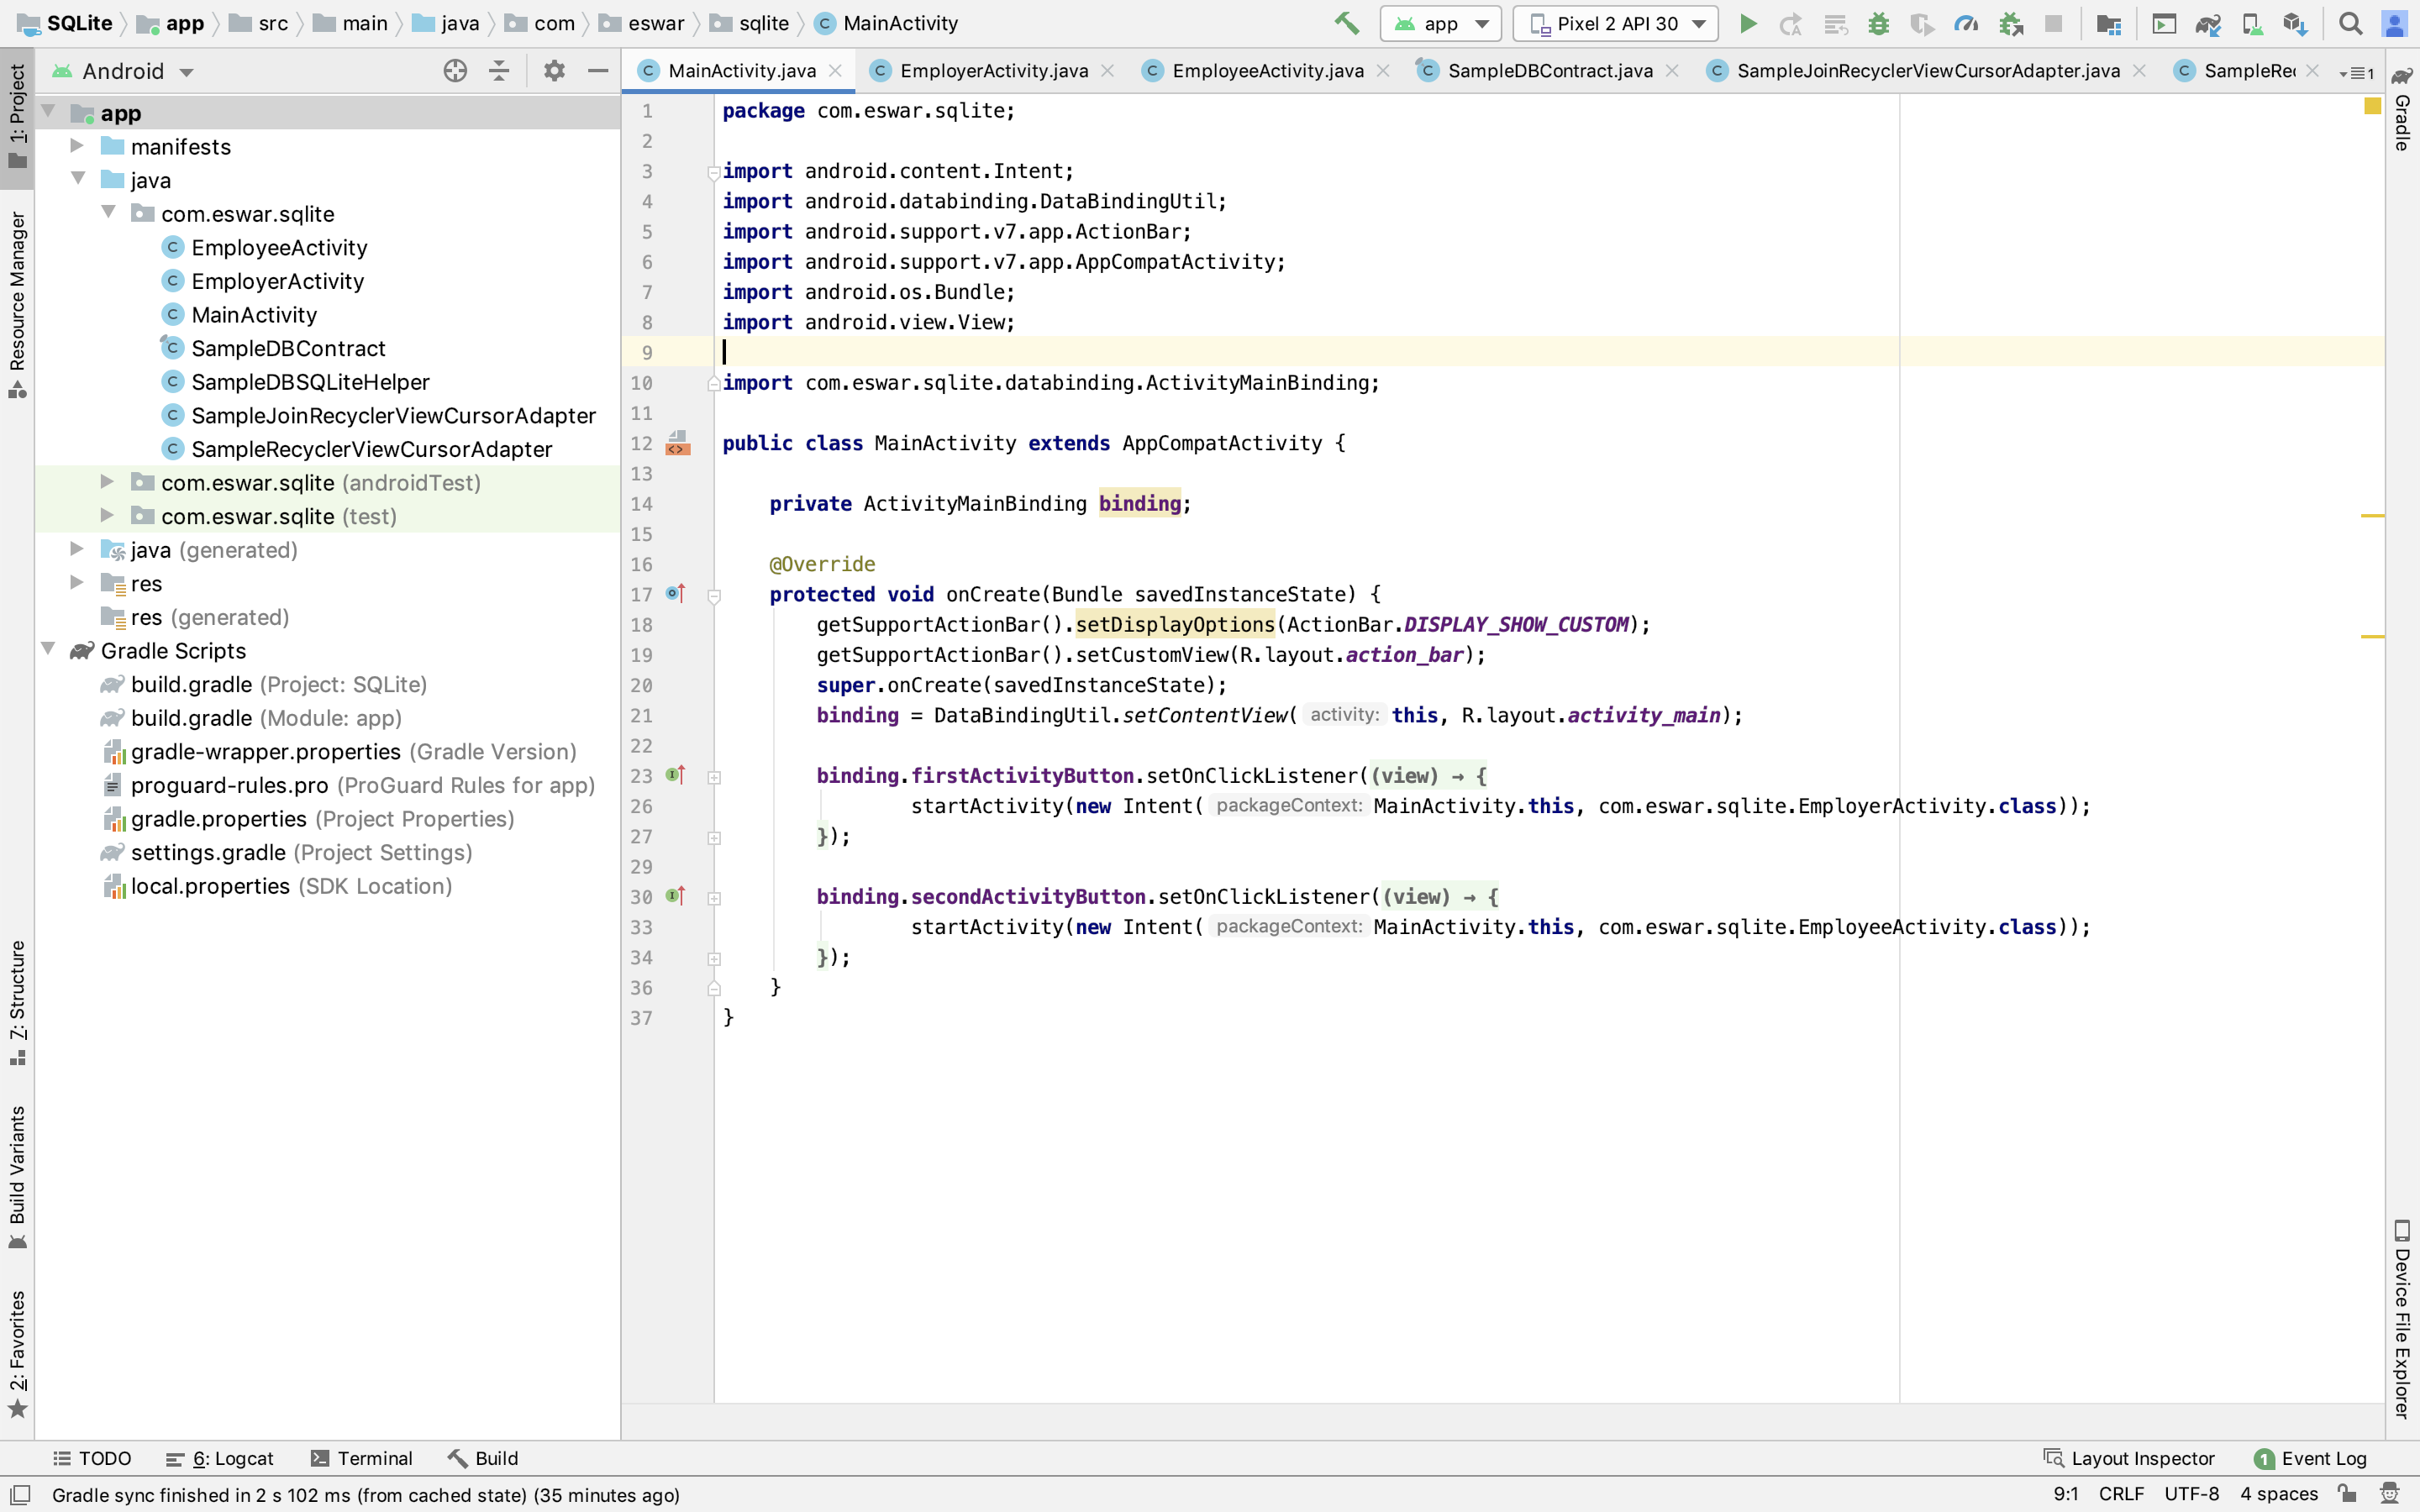 SQLite app src main java com eswar sqlite MainActivity
app Pixel 2 API 30
Android
MainActivity.java EmployerActivity.java EmployeeActivity.java SampleDBContract.java SampleJoinRecyclerViewCursorAdapter.java SampleRec 1
1: Project
Resource Manager
7: Structure
Build Variants
2: Favorites
app
manifests
java
com.eswar.sqlite
EmployeeActivity
EmployerActivity
MainActivity
SampleDBContract
SampleDBSQLiteHelper
SampleJoinRecyclerViewCursorAdapter
SampleRecyclerViewCursorAdapter
com.eswar.sqlite (androidTest)
com.eswar.sqlite (test)
java (generated)
res
res (generated)
Gradle Scripts
build.gradle (Project: SQLite)
build.gradle (Module: app)
gradle-wrapper.properties (Gradle Version)
proguard-rules.pro (ProGuard Rules for app)
gradle.properties (Project Properties)
settings.gradle (Project Settings)
local.properties (SDK Location)
1 package com.eswar.sqlite;
2
3 import android.content.Intent;
4 import android.databinding.DataBindingUtil;
5 import android.support.v7.app.ActionBar;
6 import android.support.v7.app.AppCompatActivity;
7 import android.os.Bundle;
8 import android.view.View;
9
10 import com.eswar.sqlite.databinding.ActivityMainBinding;
11
12 public class MainActivity extends AppCompatActivity {
13
14 private ActivityMainBinding binding;
15
16 @Override
17 protected void onCreate(Bundle savedInstanceState) {
18 getSupportActionBar().setDisplayOptions(ActionBar.DISPLAY_SHOW_CUSTOM);
19 getSupportActionBar().setCustomView(R.layout.action_bar);
20 super.onCreate(savedInstanceState);
21 binding = DataBindingUtil.setContentView( activity: this, R.layout.activity_main);
22
23 binding.firstActivityButton.setOnClickListener((view) → {
26 startActivity(new Intent( packageContext: MainActivity.this, com.eswar.sqlite.EmployerActivity.class));
27 });
29
30 binding.secondActivityButton.setOnClickListener((view) → {
33 startActivity(new Intent( packageContext: MainActivity.this, com.eswar.sqlite.EmployeeActivity.class));
34 });
36 }
37 }
Gradle
Device File Explorer
TODO 6: Logcat Terminal Build Layout Inspector 1 Event Log
Gradle sync finished in 2 s 102 ms (from cached state) (35 minutes ago) 9:1 CRLF UTF-8 4 spaces